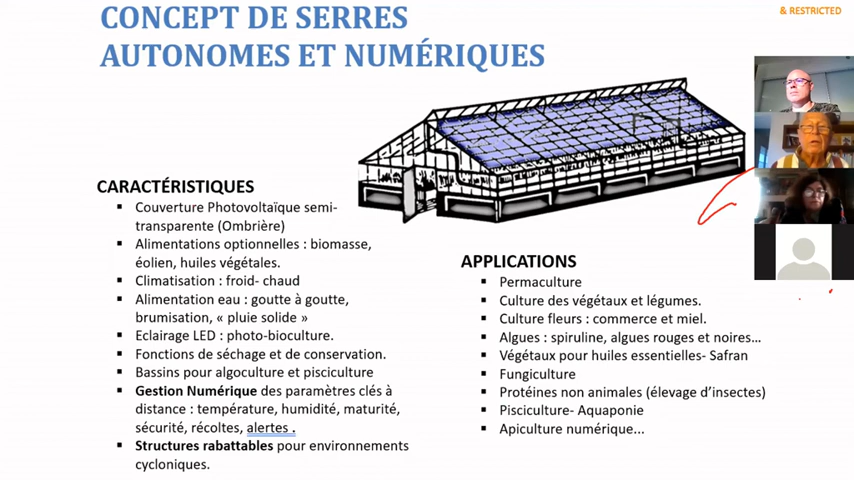 & RESTRICTED
CONCEPT DE SERRES
AUTONOMES ET NUMÉRIQUES
CARACTÉRISTIQUES
▪ Couverture Photovoltaïque semi-
transparente (Ombrière)
▪ Alimentations optionnelles : biomasse,
éolien, huiles végétales.
▪ Climatisation : froid- chaud
▪ Alimentation eau : goutte à goutte,
brumisation, « pluie solide »
▪ Eclairage LED : photo-bioculture.
▪ Fonctions de séchage et de conservation.
▪ Bassins pour algoculture et pisciculture
▪ Gestion Numérique des paramètres clés à
distance : température, humidité, maturité,
sécurité, récoltes, alertes .
▪ Structures rabattables pour environnements
cycloniques.
APPLICATIONS
▪ Permaculture
▪ Culture des végétaux et légumes.
▪ Culture fleurs : commerce et miel.
▪ Algues : spiruline, algues rouges et noires...
▪ Végétaux pour huiles essentielles- Safran
▪ Fungiculture
▪ Protéines non animales (élevage d'insectes)
▪ Pisciculture- Aquaponie
▪ Apiculture numérique...